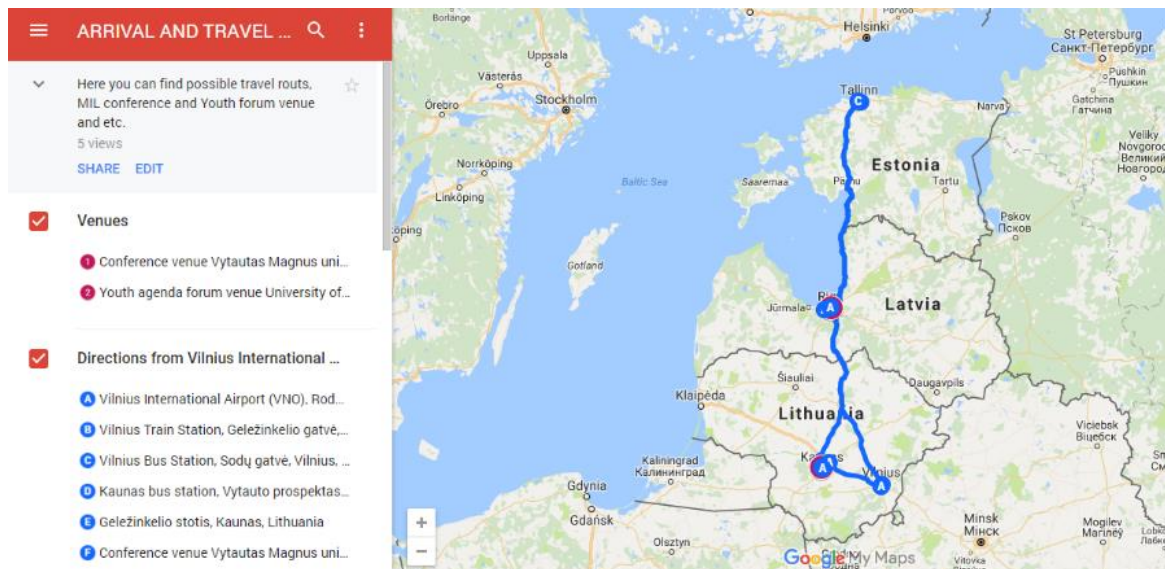 ARRIVAL AND TRAVEL ...
Here you can find possible travel routs,
MIL conference and Youth forum venue
and etc.
5 views
SHARE EDIT
Venues
1 Conference venue Vytautas Magnus uni...
2 Youth agenda forum venue University of...
Directions from Vilnius International ...
A Vilnius International Airport (VNO), Rod...
B Vilnius Train Station, Geležinkelio gatvė,...
C Vilnius Bus Station, Sodų gatvė, Vilnius, ...
D Kaunas bus station, Vytauto prospektas...
E Geležinkelio stotis, Kaunas, Lithuania
F Conference venue Vytautas Magnus uni...
Borlänge
Helsinki
St Petersburg
Санкт-Петербург
Uppsala
Pushkin
Пушкин
Västerås
Örebro
Stockholm
Tallinn
C
Narva
Gatchina
Гатчина
Veliky
Novgorod
Великий
Новгород
Norrköping
Linköping
Baltic Sea
Saaremaa
Estonia
Tartu
Pskov
Псков
Gotland
Jūrmala
A
Latvia
Šiauliai
Daugavpils
Klaipėda
Lithuania
Viciebsk
Віцебск
A
Vilnius
A
Kaliningrad
Калининград
Gdynia
Gdańsk
Minsk
Мінск
Mogilev
Olsztyn
Google My Maps
+
−